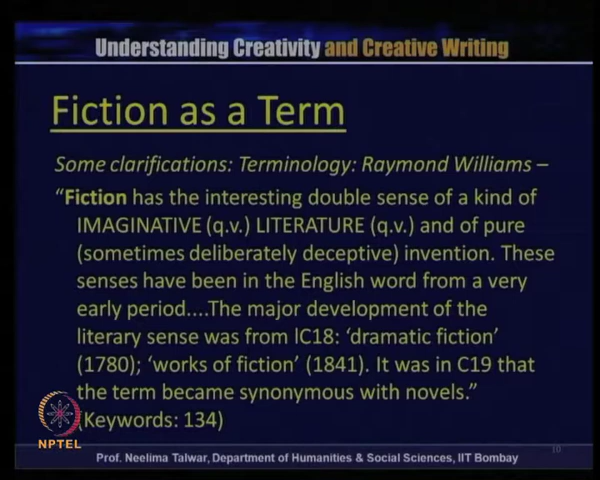 Understanding Creativity and Creative Writing
Fiction as a Term
Some clarifications: Terminology: Raymond Williams –
“Fiction has the interesting double sense of a kind of
IMAGINATIVE (q.v.) LITERATURE (q.v.) and of pure
(sometimes deliberately deceptive) invention. These
senses have been in the English word from a very
early period....The major development of the
literary sense was from lC18: ‘dramatic fiction’
(1780); ‘works of fiction’ (1841). It was in C19 that
the term became synonymous with novels.”
(Keywords: 134)
NPTEL
10
Prof. Neelima Talwar, Department of Humanities & Social Sciences, IIT Bombay